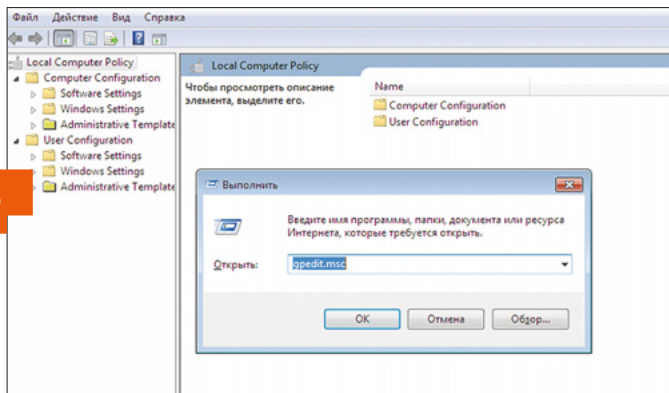 Файл Действие Вид Справка
Local Computer Policy
Computer Configuration
Software Settings
Windows Settings
Administrative Template
User Configuration
Software Settings
Windows Settings
Administrative Template
Local Computer Policy
Чтобы просмотреть описание
элемента, выделите его.
Name
Computer Configuration
User Configuration
Выполнить
Введите имя программы, папки, документа или ресурса
Интернета, которые требуется открыть.
Открыть:
gpedit.msc
OK
Отмена
Обзор...